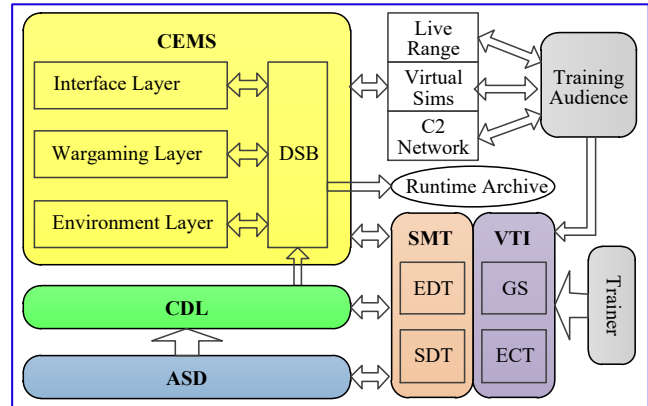 CEMS
Interface Layer
Wargaming Layer
Environment Layer
DSB
Live
Range
Virtual
Sims
C2
Network
Training
Audience
Runtime Archive
SMT
EDT
SDT
VTI
GS
ECT
Trainer
CDL
ASD